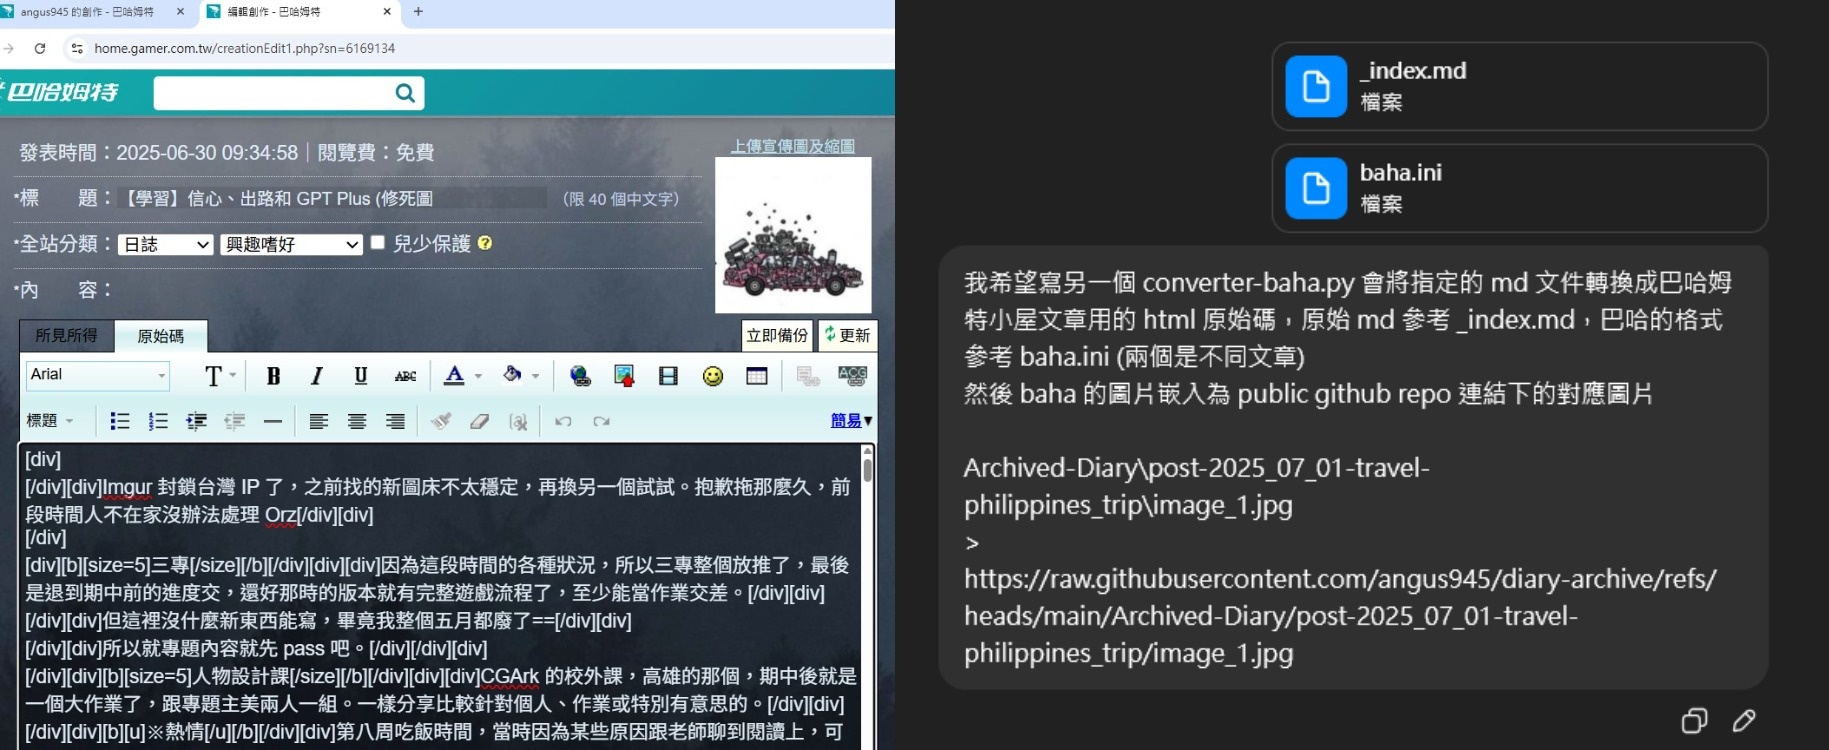 angus945 的創作 - 巴哈姆特
編輯創作 - 巴哈姆特
home.gamer.com.tw/creationEdit1.php?sn=6169134
巴哈姆特
發表時間：2025-06-30 09:34:58｜閱覽費：免費
上傳宣傳圖及縮圖
*標　　題：【學習】信心、出路和 GPT Plus (修死圖 （限 40 個中文字）
*全站分類：日誌 興趣嗜好 兒少保護 ?
*內　　容：
所見所得 原始碼 立即備份 更新
Arial T B I U ABC A ACG
標題 簡易▼
[div]
[/div][div]Imgur 封鎖台灣 IP 了，之前找的新圖床不太穩定，再換另一個試試。抱歉拖那麼久，前
段時間人不在家沒辦法處理 Orz[/div][div]
[/div]
[div][b][size=5]三專[/size][/b][/div][div][div]因為這段時間的各種狀況，所以三專整個放推了，最後
是退到期中前的進度交，還好那時的版本就有完整遊戲流程了，至少能當作業交差。[/div][div]
[/div][div]但這裡沒什麼新東西能寫，畢竟我整個五月都廢了==[/div][div]
[/div][div]所以就專題內容就先 pass 吧。[/div][/div][div]
[/div][div][b][size=5]人物設計課[/size][/b][/div][div][div]CGArk 的校外課，高雄的那個，期中後就是
一個大作業了，跟專題主美兩人一組。一樣分享比較針對個人、作業或特別有意思的。[/div][div]
[/div][div][b][u]※熱情[/u][/b][/div][div]第八周吃飯時間，當時因為某些原因跟老師聊到閱讀上，可
_index.md
檔案
baha.ini
檔案
我希望寫另一個 converter-baha.py 會將指定的 md 文件轉換成巴哈姆
特小屋文章用的 html 原始碼，原始 md 參考 _index.md，巴哈的格式
參考 baha.ini (兩個是不同文章)
然後 baha 的圖片嵌入為 public github repo 連結下的對應圖片
Archived-Diary\post-2025_07_01-travel-
philippines_trip\image_1.jpg
>
https://raw.githubusercontent.com/angus945/diary-archive/refs/
heads/main/Archived-Diary/post-2025_07_01-travel-
philippines_trip/image_1.jpg